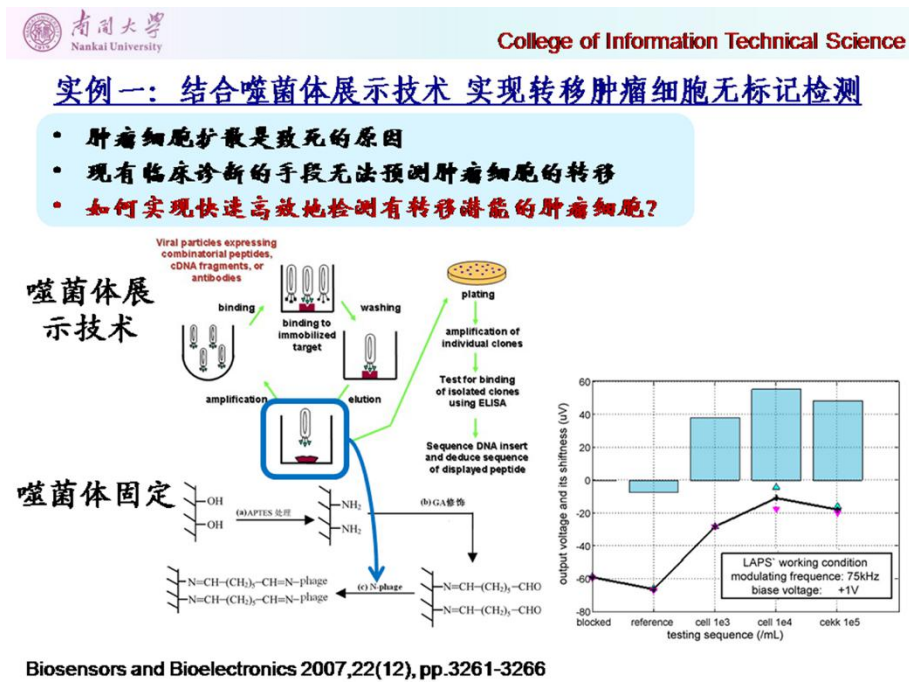 南開大學
Nankai University
College of Information Technical Science
实例一：结合噬菌体展示技术 实现转移肿瘤细胞无标记检测
• 肿瘤细胞扩散是致死的原因
• 现有临床诊断的手段无法预测肿瘤细胞的转移
• 如何实现快速高效地检测有转移潜能的肿瘤细胞？
噬菌体展
示技术
Viral particles expressing
combinatorial peptides,
cDNA fragments, or
antibodies
binding
binding to
immobilized
target
washing
amplification
elution
plating
amplification of
individual clones
Test for binding
of isolated clones
using ELISA
Sequence DNA insert
and deduce sequence
of displayed peptide
噬菌体固定
OH
OH
(a)APTES 处理
NH₂
NH₂
(b)GA修饰
N=CH-(CH₂)₅-CHO
N=CH-(CH₂)₅-CHO
(c) N-phage
N=CH-(CH₂)₅-CH=N-phage
N=CH-(CH₂)₅-CH=N-phage
output voltage and its shiftness (uV)
60
40
20
0
-20
-40
-60
-80
LAPS` working condition
modulating frequence: 75kHz
biase voltage: +1V
blocked reference cell 1e3 cell 1e4 cekk 1e5
testing sequence (/mL)
Biosensors and Bioelectronics 2007,22(12), pp.3261-3266